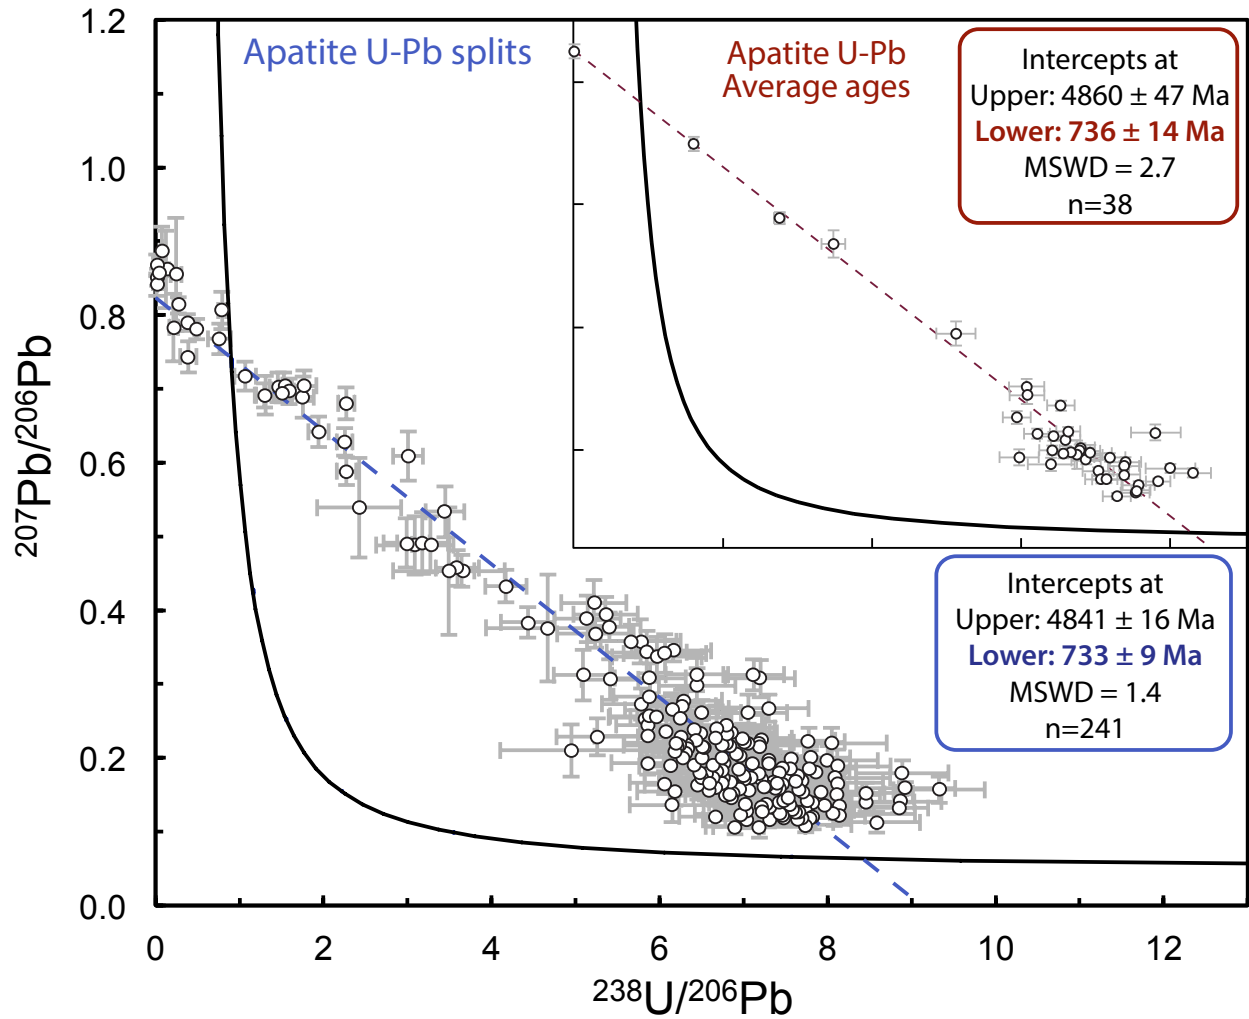 1.2
1.0
0.8
0.6
0.4
0.2
0.0
207Pb/206Pb
Apatite U-Pb splits
Apatite U-Pb
Average ages
Intercepts at
Upper: 4860 ± 47 Ma
Lower: 736 ± 14 Ma
MSWD = 2.7
n=38
Intercepts at
Upper: 4841 ± 16 Ma
Lower: 733 ± 9 Ma
MSWD = 1.4
n=241
0 2 4 6 8 10 12
238U/206Pb